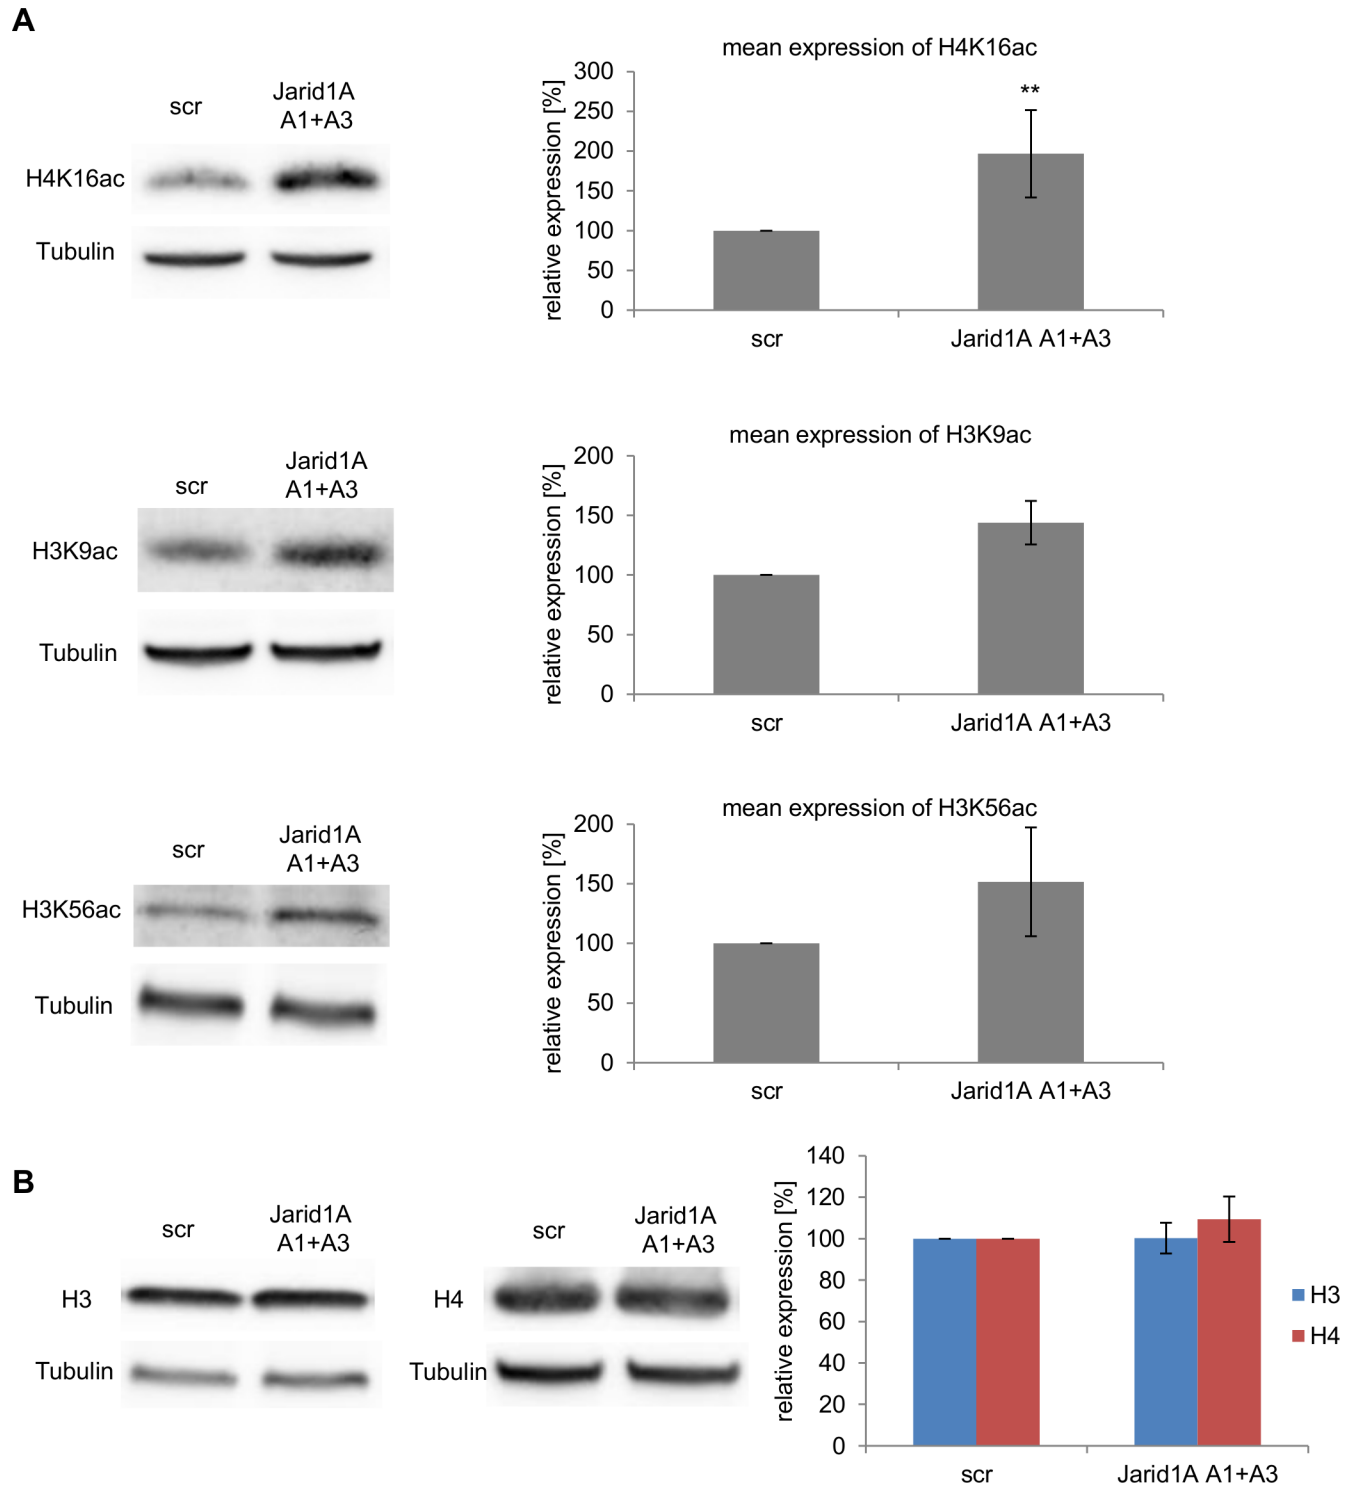 A
scr
Jarid1A
A1+A3
H4K16ac
Tubulin
mean expression of H4K16ac
relative expression [%]
300
250
200
150
100
50
0
**
scr
Jarid1A A1+A3
scr
Jarid1A
A1+A3
H3K9ac
Tubulin
mean expression of H3K9ac
relative expression [%]
200
150
100
50
0
scr
Jarid1A A1+A3
scr
Jarid1A
A1+A3
H3K56ac
Tubulin
mean expression of H3K56ac
relative expression [%]
200
150
100
50
0
scr
Jarid1A A1+A3
B
scr
Jarid1A
A1+A3
H3
Tubulin
scr
Jarid1A
A1+A3
H4
Tubulin
relative expression [%]
140
120
100
80
60
40
20
0
scr
Jarid1A A1+A3
H3
H4